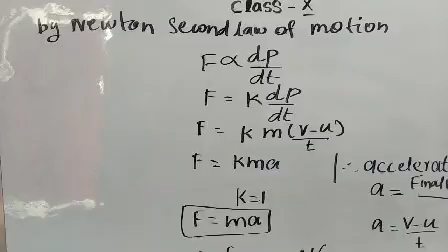 Class - X
by Newton Second law of motion
F ∝ dp/dt
F = K dp/dt
F = K m (v-u)/t
F = Kma
K=1
F = ma
∵ accelerat
a = Final
a = v-u/t